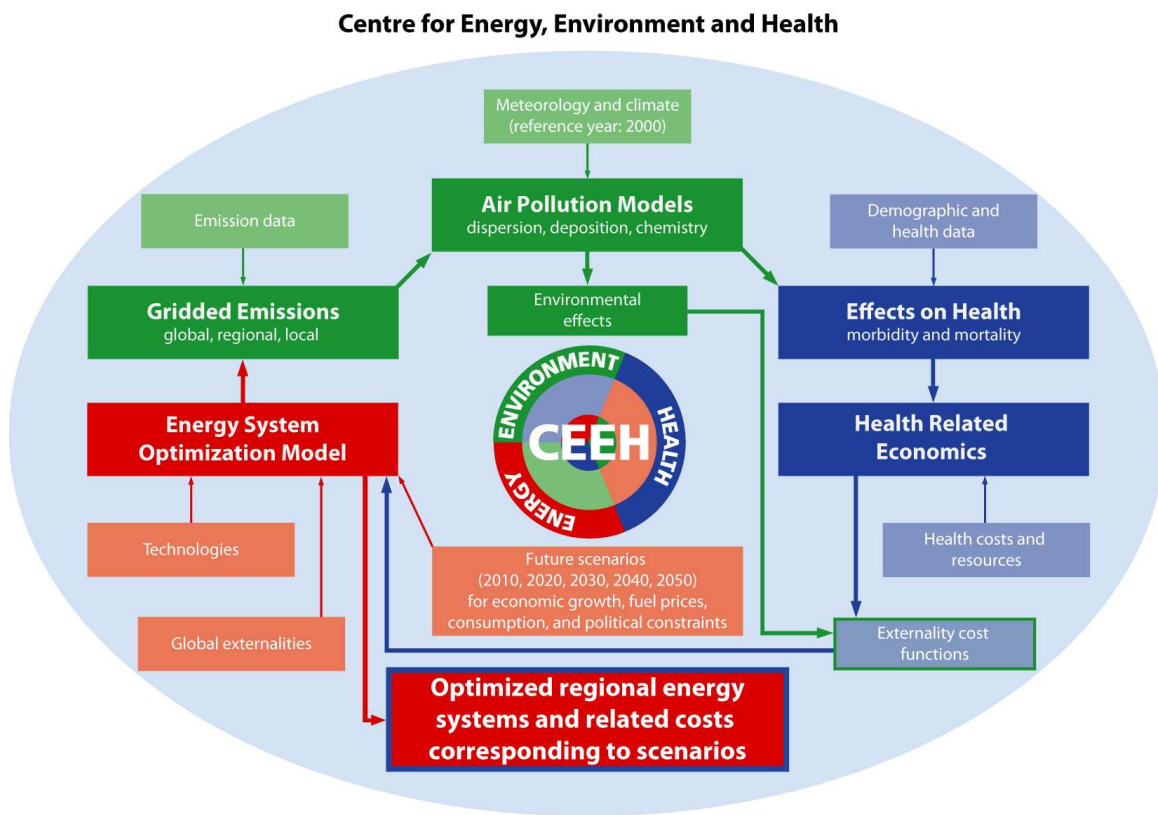 Centre for Energy, Environment and Health
Meteorology and climate
(reference year: 2000)
Air Pollution Models
dispersion, deposition, chemistry
Emission data
Demographic and
health data
Gridded Emissions
global, regional, local
Environmental
effects
Effects on Health
morbidity and mortality
ENVIRONMENT
HEALTH
ENERGY
CEEH
Energy System
Optimization Model
Health Related
Economics
Technologies
Future scenarios
(2010, 2020, 2030, 2040, 2050)
for economic growth, fuel prices,
consumption, and political constraints
Health costs and
resources
Global externalities
Externality cost
functions
Optimized regional energy
systems and related costs
corresponding to scenarios